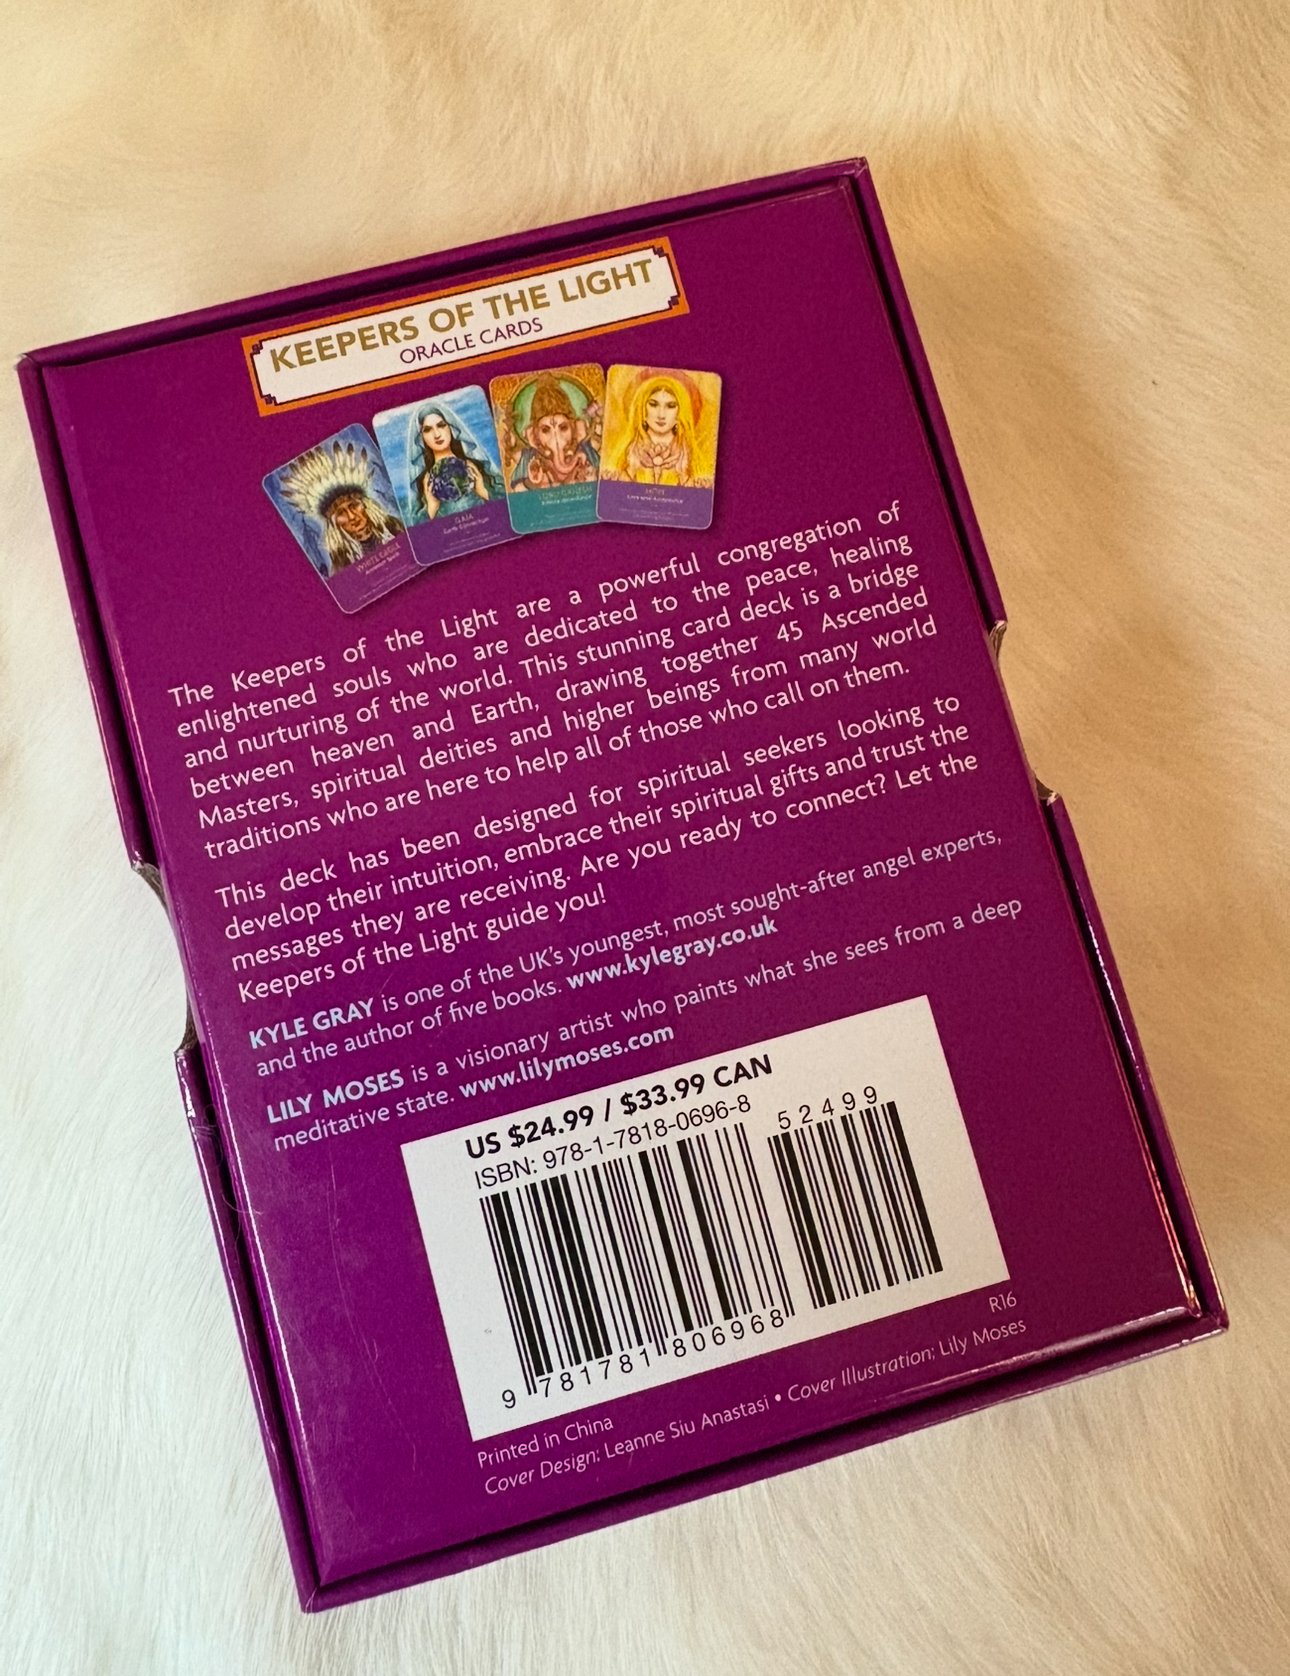 KEEPERS OF THE LIGHT
ORACLE CARDS
WHITE EAGLE
GAIA
Earth Connection
LORD GANESH
The Keepers of the Light are a powerful congregation of
enlightened souls who are dedicated to the peace, healing
and nurturing of the world. This stunning card deck is a bridge
between heaven and Earth, drawing together 45 Ascended
Masters, spiritual deities and higher beings from many world
traditions who are here to help all of those who call on them.
This deck has been designed for spiritual seekers looking to
develop their intuition, embrace their spiritual gifts and trust the
messages they are receiving. Are you ready to connect? Let the
Keepers of the Light guide you!
KYLE GRAY is one of the UK's youngest, most sought-after angel experts,
and the author of five books. www.kylegray.co.uk
LILY MOSES is a visionary artist who paints what she sees from a deep
meditative state. www.lilymoses.com
US $24.99 / $33.99 CAN
ISBN: 978-1-7818-0696-8
52499
9 781781 806968
R16
Printed in China
Cover Design: Leanne Siu Anastasi • Cover Illustration: Lily Moses